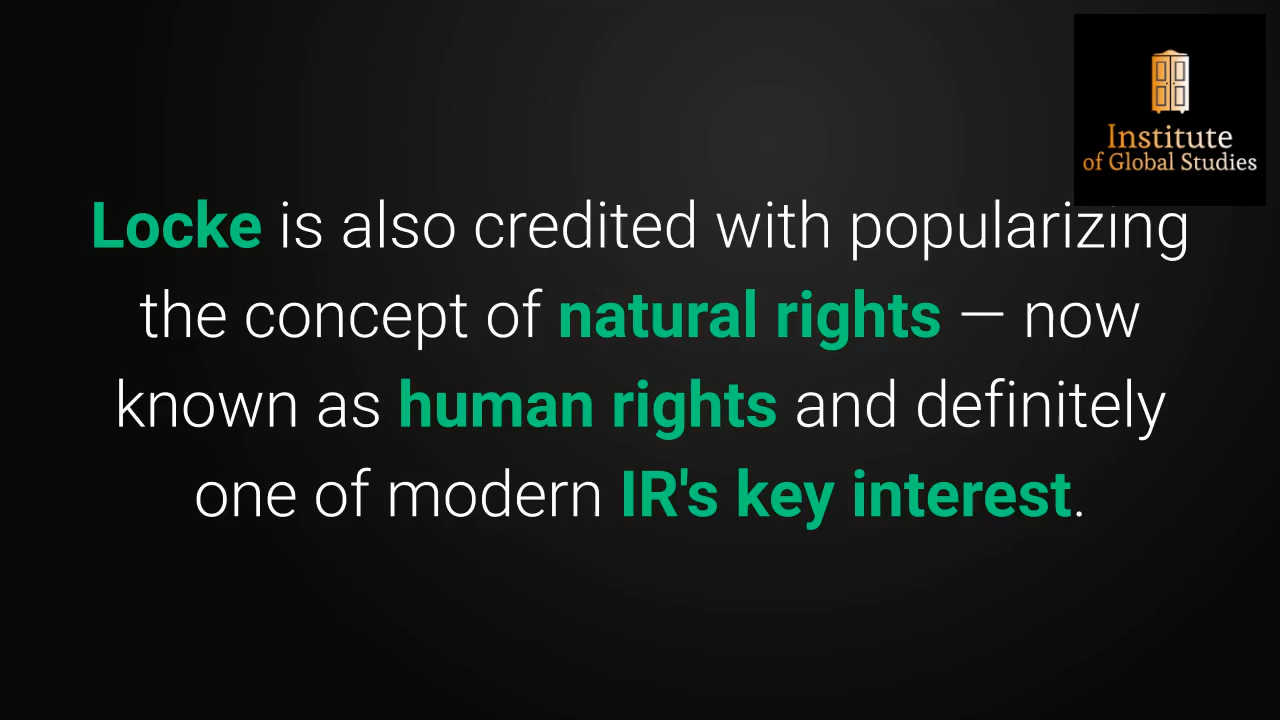 Institute
of Global Studies
Locke is also credited with popularizing
the concept of natural rights — now
known as human rights and definitely
one of modern IR's key interest.